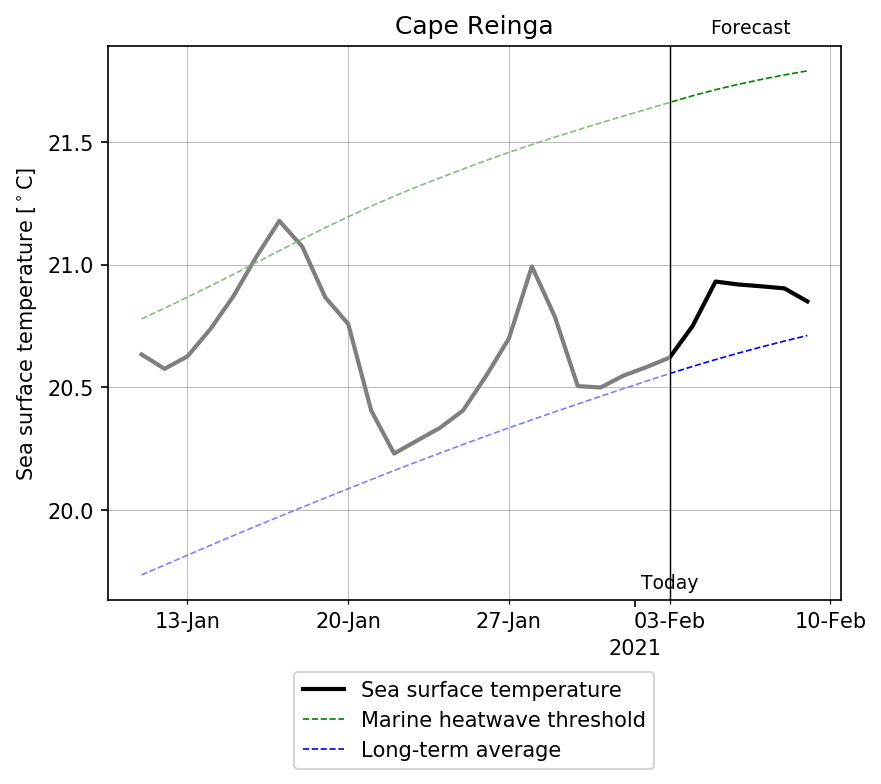 Cape Reinga
Forecast
Sea surface temperature [°C]
21.5
21.0
20.5
20.0
Today
13-Jan 20-Jan 27-Jan 03-Feb 10-Feb
2021
Sea surface temperature
Marine heatwave threshold
Long-term average